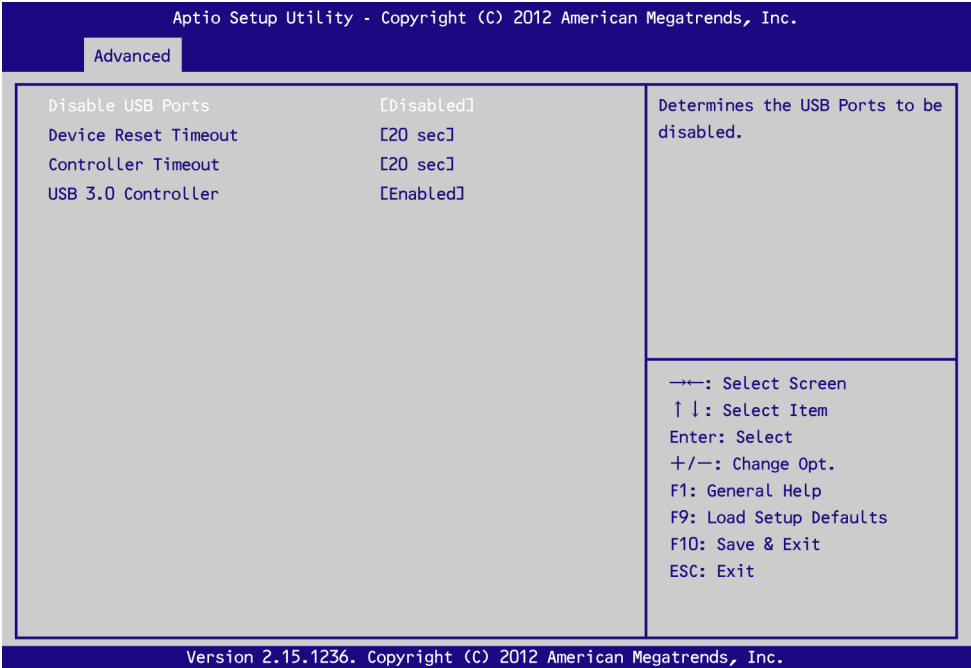 Aptio Setup Utility - Copyright (C) 2012 American Megatrends, Inc.
Advanced
Disable USB Ports [Disabled]
Device Reset Timeout [20 sec]
Controller Timeout [20 sec]
USB 3.0 Controller [Enabled]
Determines the USB Ports to be
disabled.
→←: Select Screen
↑↓: Select Item
Enter: Select
+/-: Change Opt.
F1: General Help
F9: Load Setup Defaults
F10: Save & Exit
ESC: Exit
Version 2.15.1236. Copyright (C) 2012 American Megatrends, Inc.